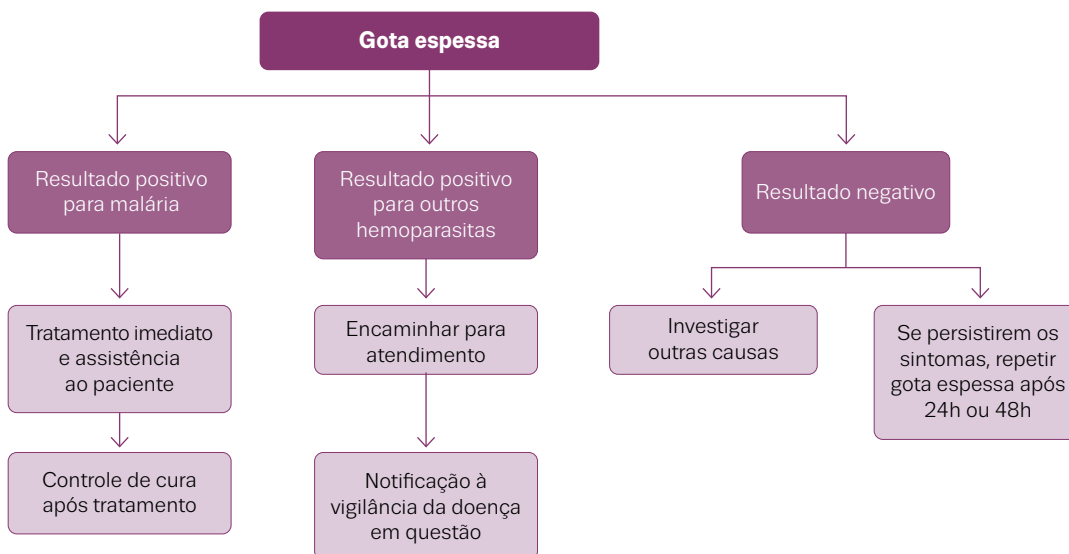 Gota espessa
Resultado positivo
para malária
Resultado positivo
para outros
hemoparasitas
Resultado negativo
Tratamento imediato
e assistência
ao paciente
Encaminhar para
atendimento
Investigar
outras causas
Se persistirem os
sintomas, repetir
gota espessa após
24h ou 48h
Controle de cura
após tratamento
Notificação à
vigilância da doença
em questão